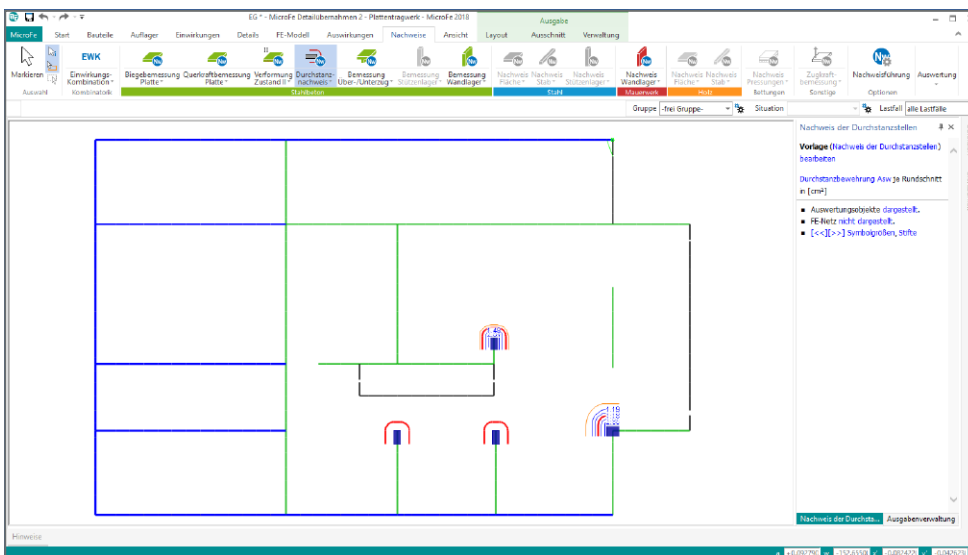 EG * - MicroFe Detailübernahmen 2 - Plattentragwerk - MicroFe 2018
Ausgabe
MicroFe Start Bauteile Auflager Einwirkungen Details FE-Modell Auswirkungen Nachweise Ansicht Layout Ausschnitt Verwaltung
EWK
Markieren Einwirkungs- Biegebemessung Querkraftbemessung Verformung Durchstanz- Bemessung Bemessung Bemessung Nachweis Nachweis Nachweis Nachweis Nachweis Nachweis Nachweis Zugkraft- Nachweisführung Auswertung
Kombination Platte Platte Zustand II nachweis Über-/Unterzug Stützenlager Wandlager Fläche Stab Stützenlager Wandlager Fläche Stab Pressungen bemessung
Auswahl Kombinatorik Stahlbeton Stahl Mauerwerk Holz Bettungen Sonstige Optionen
Gruppe -frei Gruppe- Situation Lastfall alle Lastfälle
Nachweis der Durchstanzstellen
Vorlage (Nachweis der Durchstanzstellen)
bearbeiten
Durchstanzbewehrung Asw je Rundschnitt
in [cm²]
Auswertungsobjekte dargestellt.
FE-Netz nicht dargestellt.
[<<][>>] Symbolgrößen, Stifte
1.19
Nachweis der Durchsta... Ausgabenverwaltung
Hinweise